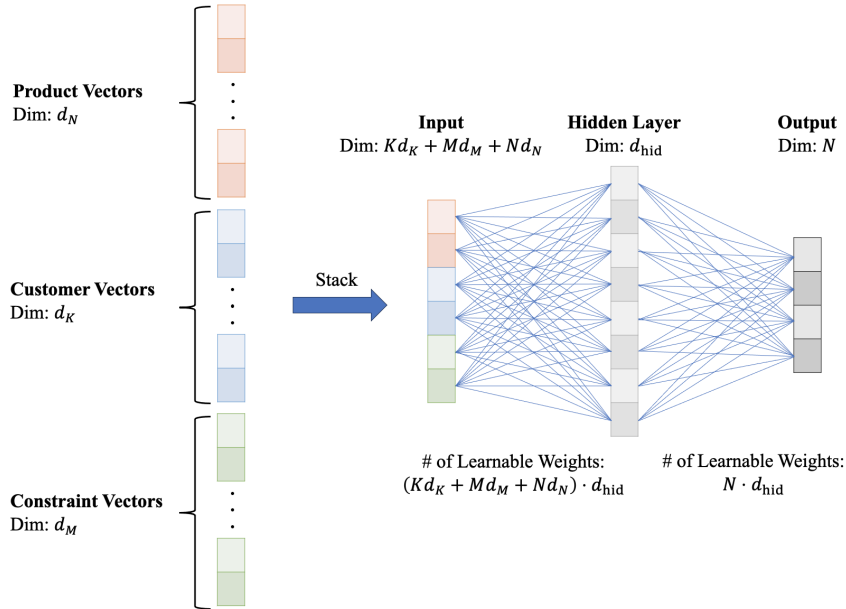 Product Vectors
Dim: d_N
Customer Vectors
Dim: d_K
Constraint Vectors
Dim: d_M
Stack
Input
Dim: Kd_K + Md_M + Nd_N
Hidden Layer
Dim: d_hid
Output
Dim: N
# of Learnable Weights:
(Kd_K + Md_M + Nd_N) · d_hid
# of Learnable Weights:
N · d_hid